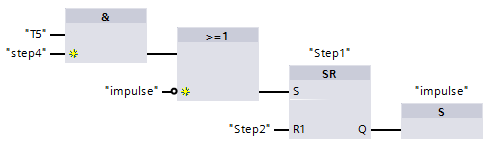 &
"T5"
"step4"
>=1
"impulse"
"Step1"
SR
S
"Step2"
R1
Q
"impulse"
S